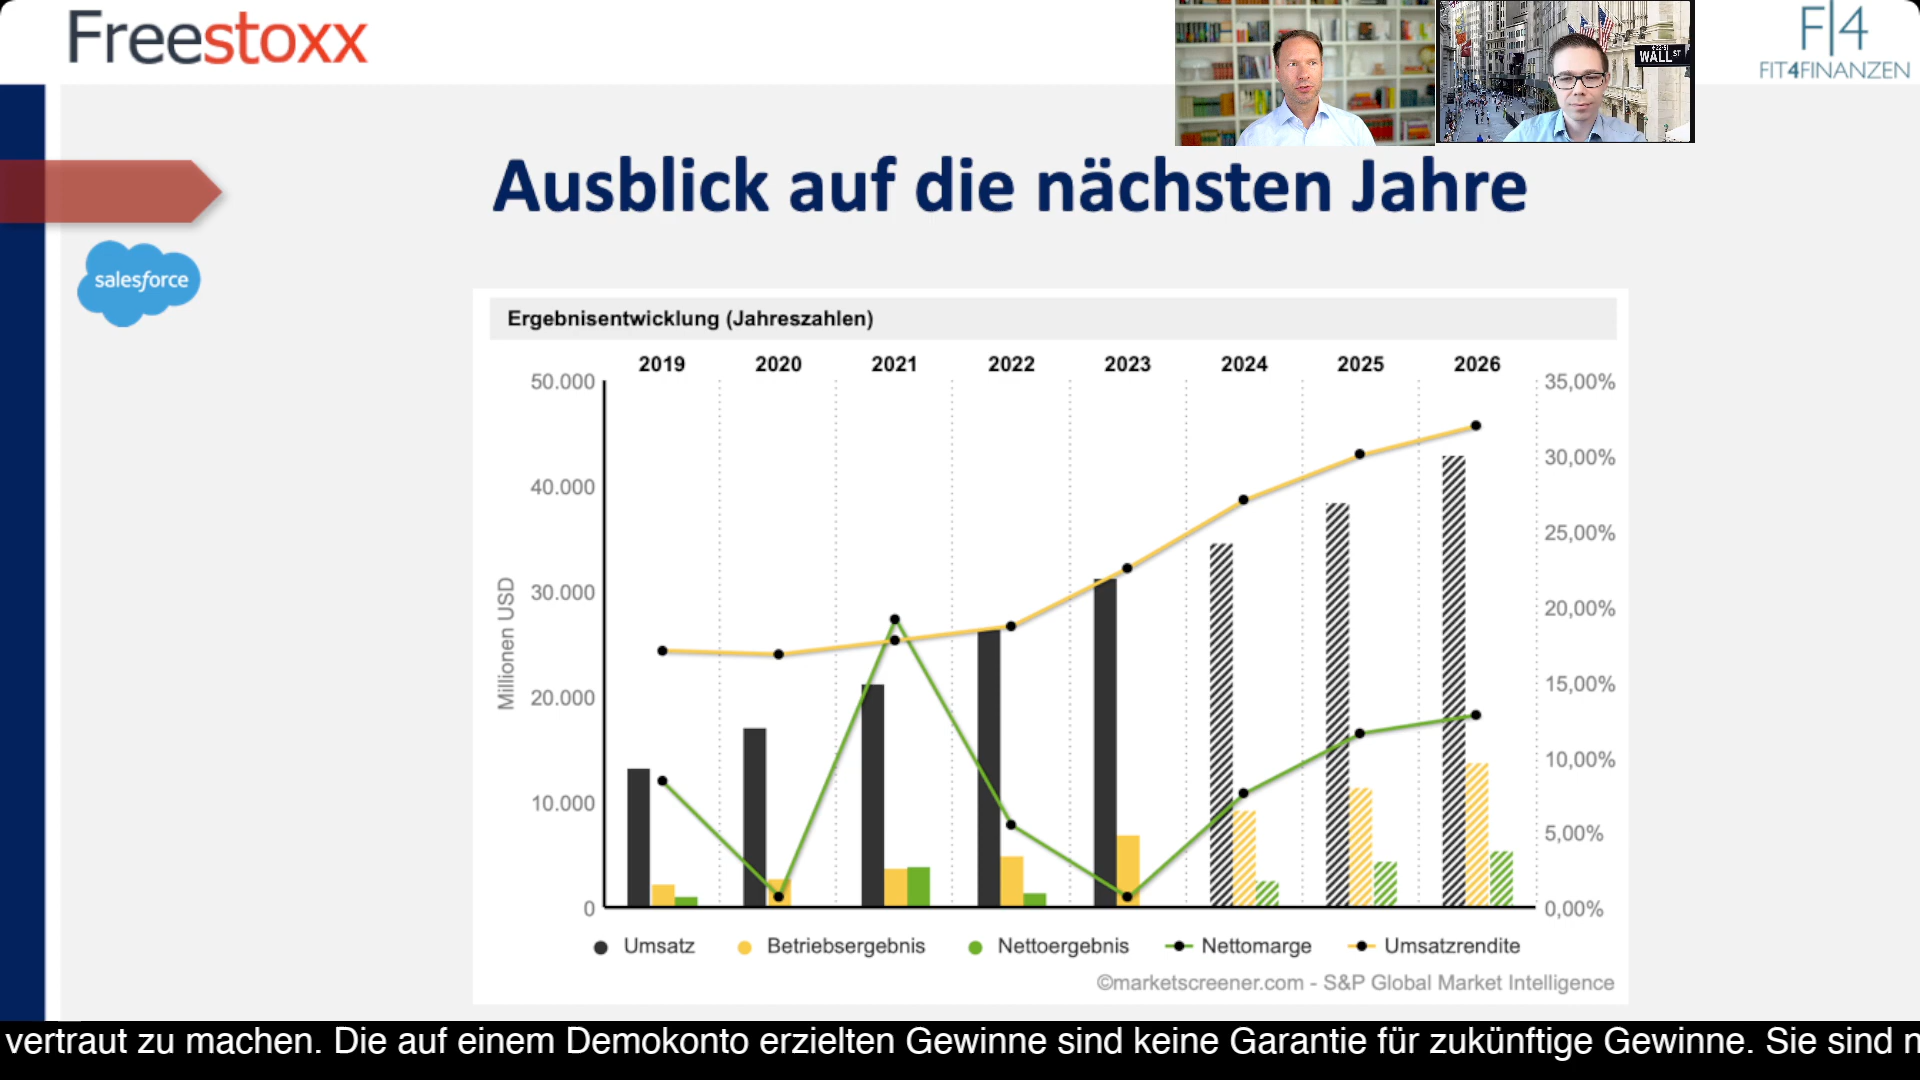 Freestoxx
WALL ST
F|4
FIT4FINANZEN
Ausblick auf die nächsten Jahre
salesforce
Ergebnisentwicklung (Jahreszahlen)
2019 2020 2021 2022 2023 2024 2025 2026
50.000 35,00%
30,00%
40.000
25,00%
30.000
20,00%
Millionen USD
20.000
15,00%
10,00%
10.000
5,00%
0 0,00%
Umsatz Betriebsergebnis Nettoergebnis Nettomarge Umsatzrendite
©marketscreener.com - S&P Global Market Intelligence
vertraut zu machen. Die auf einem Demokonto erzielten Gewinne sind keine Garantie für zukünftige Gewinne. Sie sind n